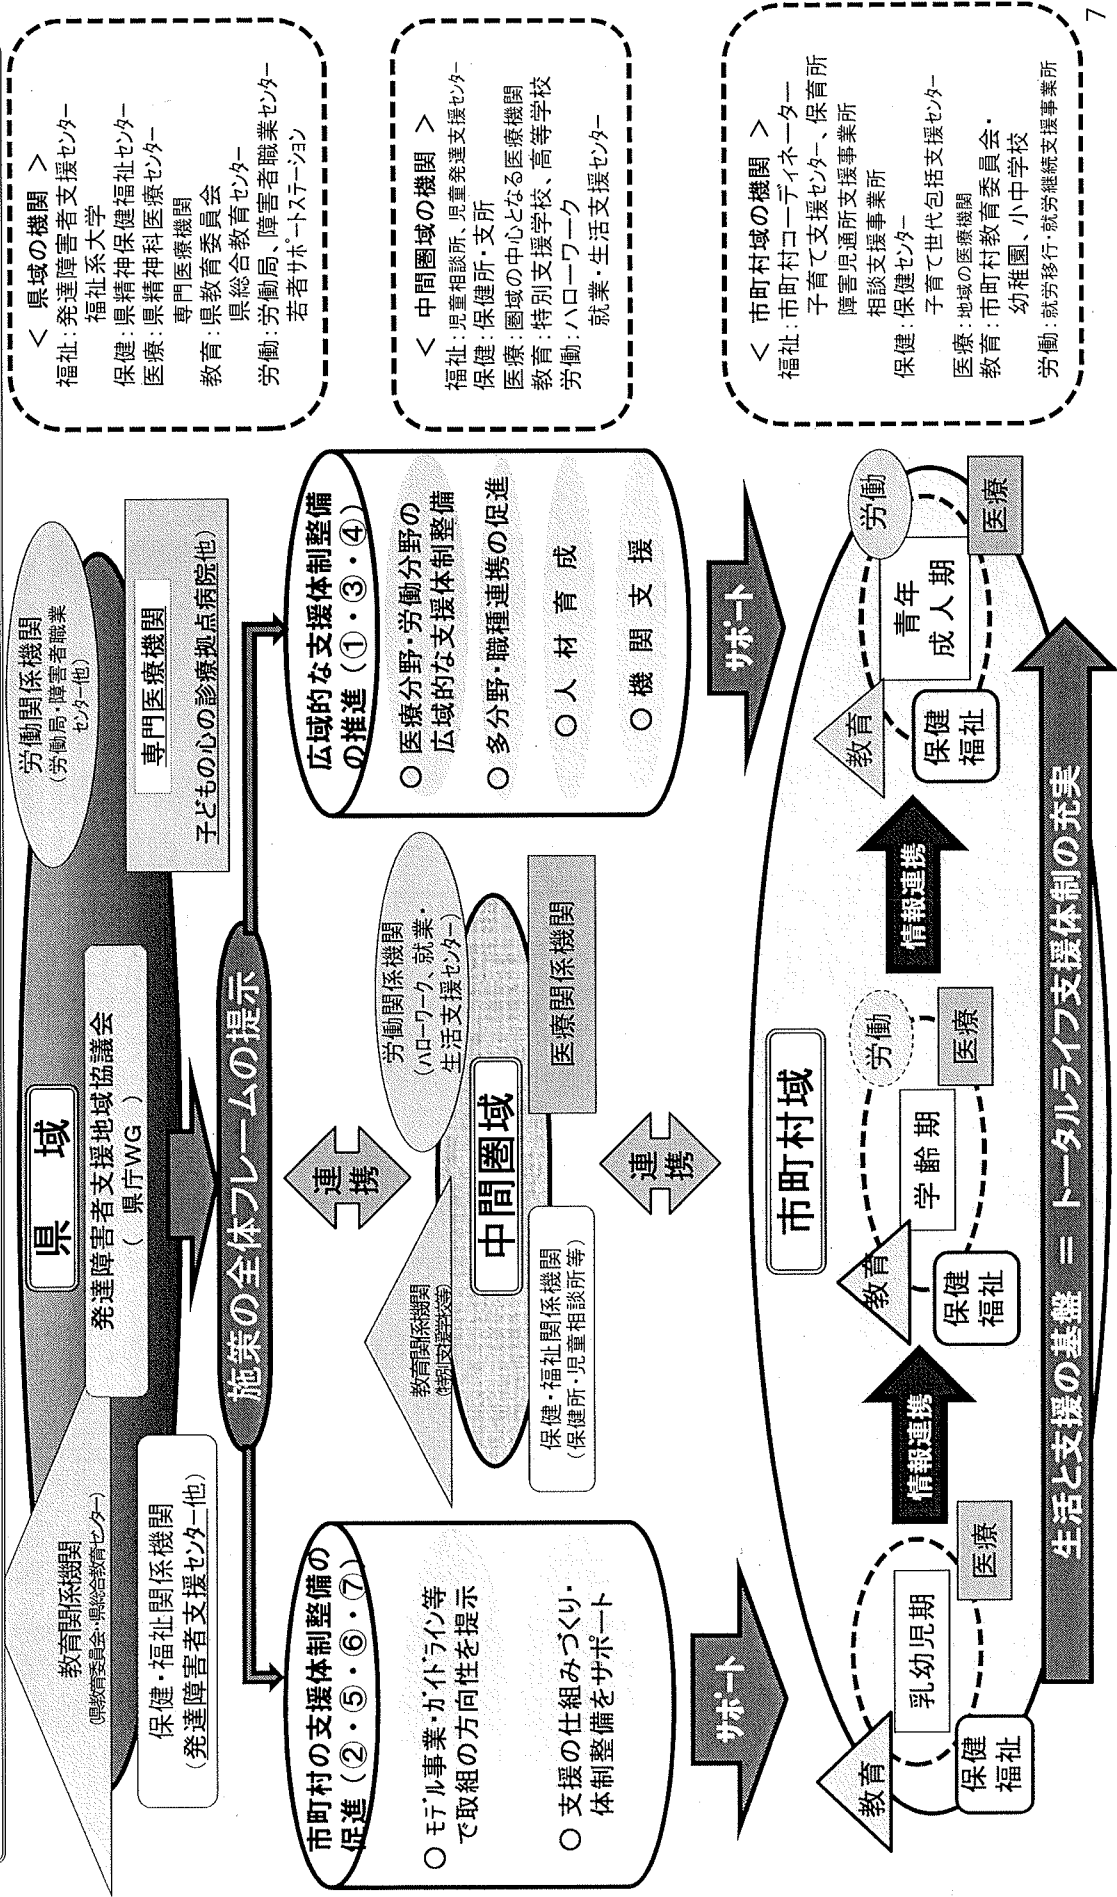 労働関係機関
(労働局・障害者職業
センター他)
県 域
発達障害者支援地域協議会
( 県庁WG )
教育関係機関
(県教育委員会・県総合教育センター)
専門医療機関
子どもの心の診療拠点病院他)
保健・福祉関係機関
(発達障害者支援センター他)
施策の全体フレームの提示
市町村の支援体制整備の
促進(②・⑤・⑥・⑦)
○ モデル事業・ガイドライン等
で取組の方向性を提示
○ 支援の仕組みづくり・
体制整備をサポート
連携
労働関係機関
(ハローワーク、就業・
生活支援センター)
教育関係機関
(特別支援学校等)
中間圏域
保健・福祉関係機関
(保健所・児童相談所等)
医療関係機関
連携
広域的な支援体制整備
の推進(①・③・④)
○ 医療分野・労働分野の
広域的な支援体制整備
○ 多分野・職種連携の促進
○ 人 材 育 成
○ 機 関 支 援
サポート
サポート
市町村域
教育
乳幼児期
保健
福祉
医療
情報連携
教育
労働
学齢期
保健
福祉
医療
情報連携
教育
労働
青年
成人期
保健
福祉
医療
生活と支援の基盤 = トータルライフ支援体制の充実
< 県域の機関 >
福祉:発達障害者支援センター
福祉系大学
保健:県精神保健福祉センター
医療:県精神科医療センター
専門医療機関
教育:県教育委員会
県総合教育センター
労働:労働局、障害者職業センター
若者サポートステーション
< 中間圏域の機関 >
福祉:児童相談所、児童発達支援センター
保健:保健所・支所
医療:圏域の中心となる医療機関
教育:特別支援学校、高等学校
労働:ハローワーク
就業・生活支援センター
< 市町村域の機関 >
福祉:市町村コーディネーター
子育て支援センター、保育所
障害児通所支援事業所
相談支援事業所
保健:保健センター
子育て世代包括支援センター
医療:地域の医療機関
教育:市町村教育委員会・
幼稚園、小中学校
労働:就労移行・就労継続支援事業所
7